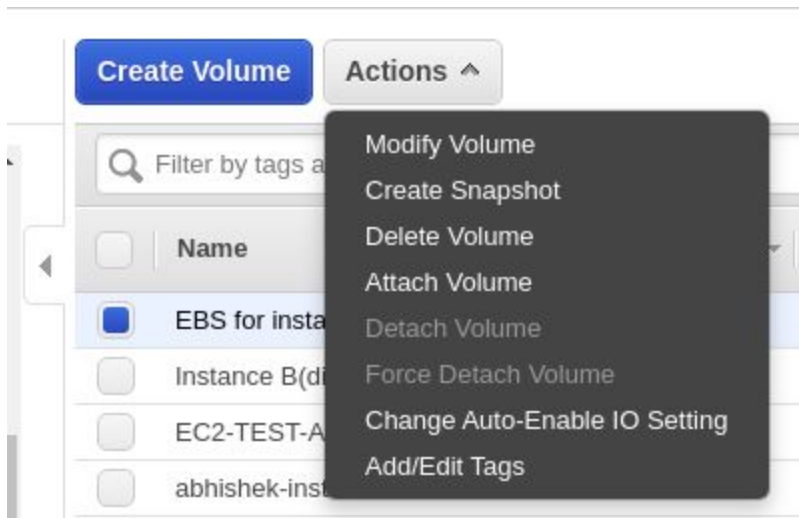 Create Volume
Actions
Filter by tags a
Modify Volume
Create Snapshot
Delete Volume
Attach Volume
Detach Volume
Force Detach Volume
Change Auto-Enable IO Setting
Add/Edit Tags
Name
EBS for insta
Instance B(di
EC2-TEST-A
abhishek-inst